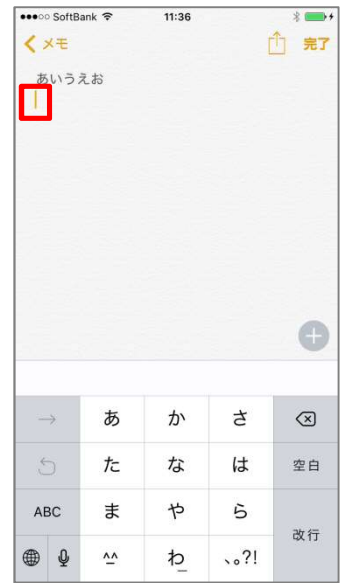 ●●●○○ SoftBank 11:36
メモ 完了
あいうえお
→ あ か さ
た な は 空白
ABC ま や ら 改行
^^ わ_ 、。?!